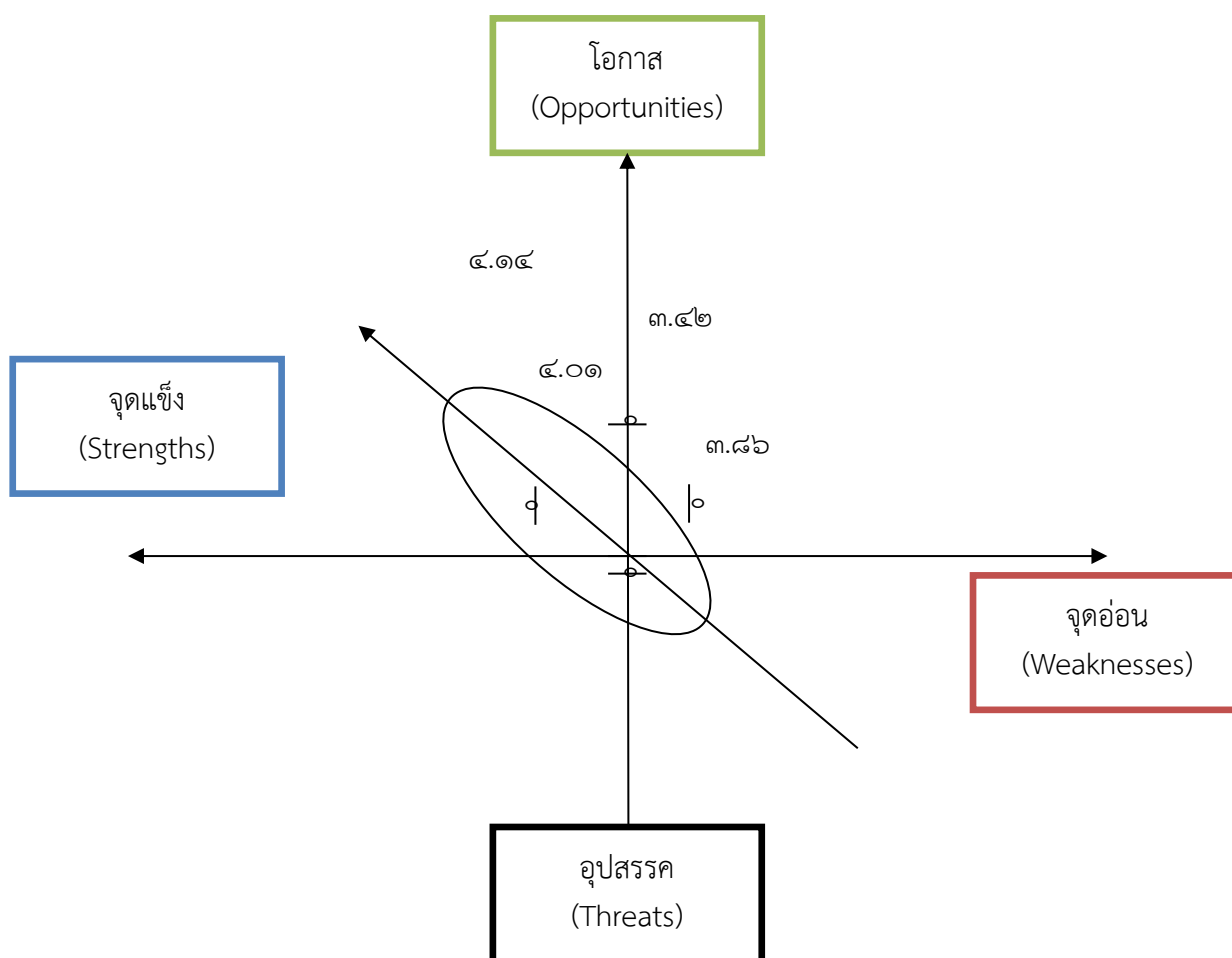 โอกาส
(Opportunities)
๔.๑๔
๓.๔๒
๔.๐๑
จุดแข็ง
(Strengths)
๓.๘๖
จุดอ่อน
(Weaknesses)
อุปสรรค
(Threats)